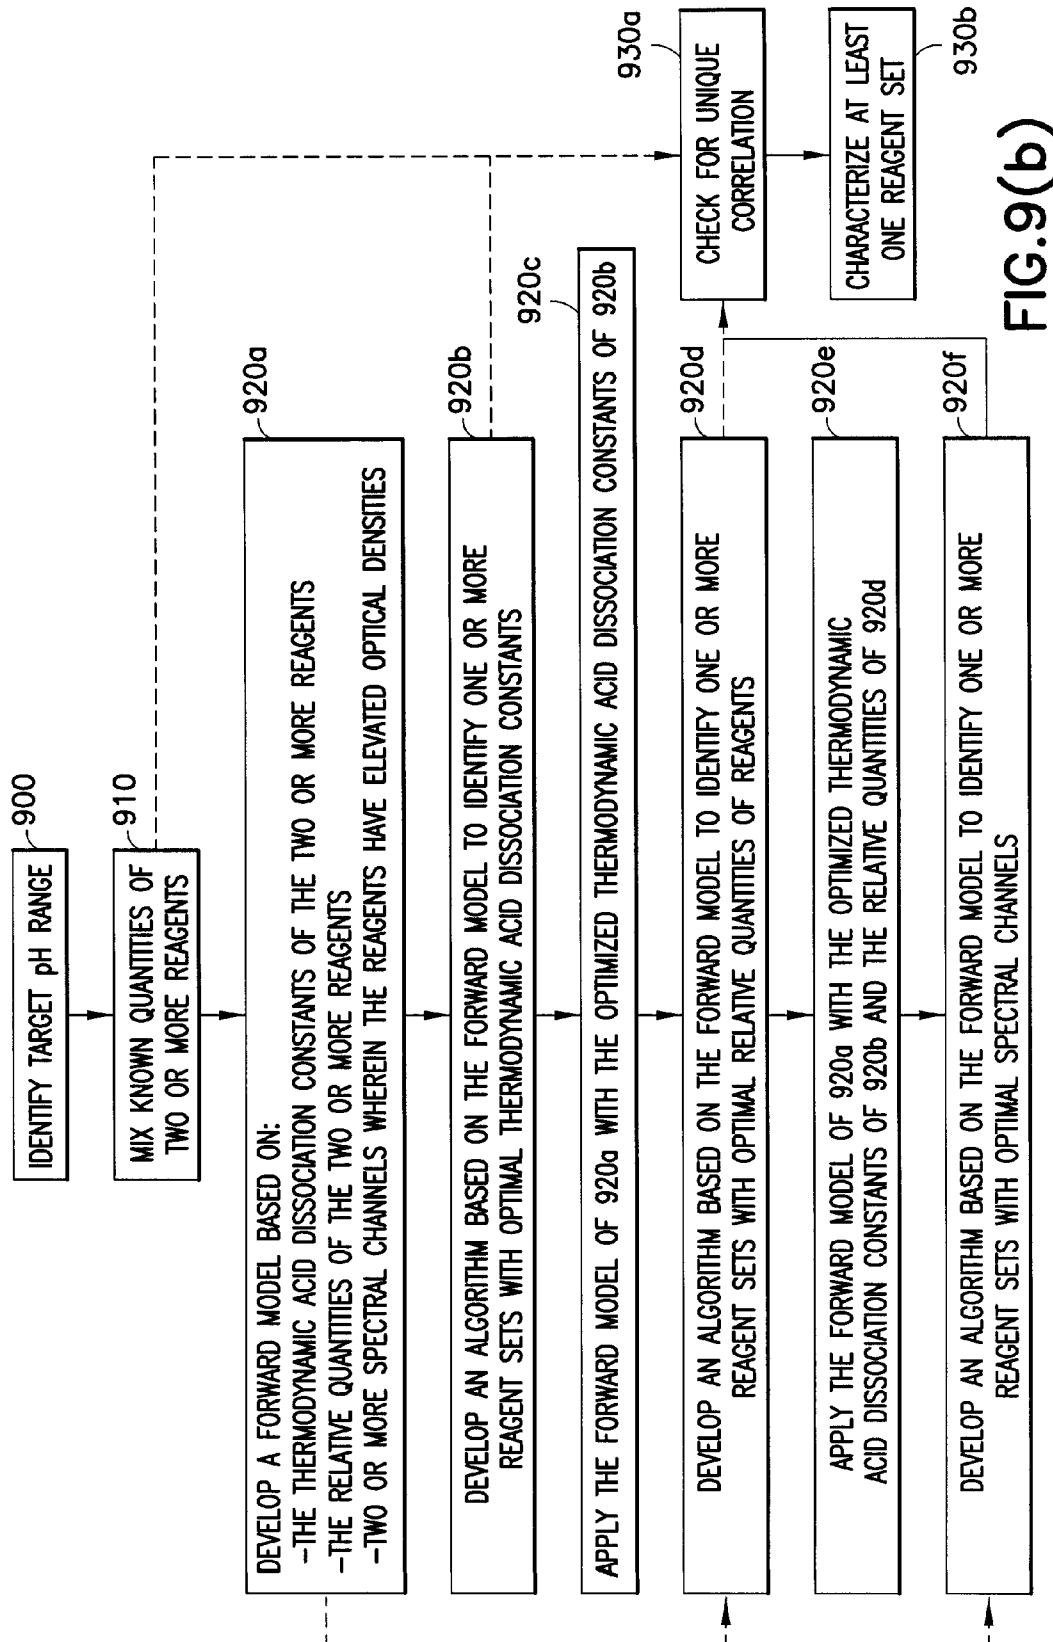 900
IDENTIFY TARGET pH RANGE
910
MIX KNOWN QUANTITIES OF
TWO OR MORE REAGENTS
920a
DEVELOP A FORWARD MODEL BASED ON:
-THE THERMODYNAMIC ACID DISSOCIATION CONSTANTS OF THE TWO OR MORE REAGENTS
-THE RELATIVE QUANTITIES OF THE TWO OR MORE REAGENTS
-TWO OR MORE SPECTRAL CHANNELS WHEREIN THE REAGENTS HAVE ELEVATED OPTICAL DENSITIES
920b
DEVELOP AN ALGORITHM BASED ON THE FORWARD MODEL TO IDENTIFY ONE OR MORE
REAGENT SETS WITH OPTIMAL THERMODYNAMIC ACID DISSOCIATION CONSTANTS
920c
APPLY THE FORWARD MODEL OF 920a WITH THE OPTIMIZED THERMODYNAMIC ACID DISSOCIATION CONSTANTS OF 920b
920d
DEVELOP AN ALGORITHM BASED ON THE FORWARD MODEL TO IDENTIFY ONE OR MORE
REAGENT SETS WITH OPTIMAL RELATIVE QUANTITIES OF REAGENTS
920e
APPLY THE FORWARD MODEL OF 920a WITH THE OPTIMIZED THERMODYNAMIC
ACID DISSOCIATION CONSTANTS OF 920b AND THE RELATIVE QUANTITIES OF 920d
920f
DEVELOP AN ALGORITHM BASED ON THE FORWARD MODEL TO IDENTIFY ONE OR MORE
REAGENT SETS WITH OPTIMAL SPECTRAL CHANNELS
930a
CHECK FOR UNIQUE
CORRELATION
930b
CHARACTERIZE AT LEAST
ONE REAGENT SET
FIG.9(b)